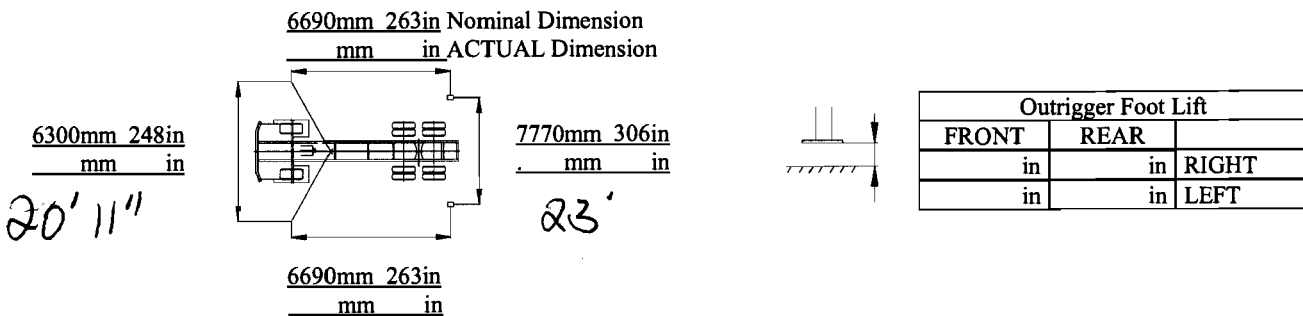 6690mm 263in Nominal Dimension
mm in ACTUAL Dimension
6300mm 248in
mm in
20' 11"
7770mm 306in
. mm in
23'
6690mm 263in
mm in
Outrigger Foot Lift
FRONT REAR
in in RIGHT
in in LEFT